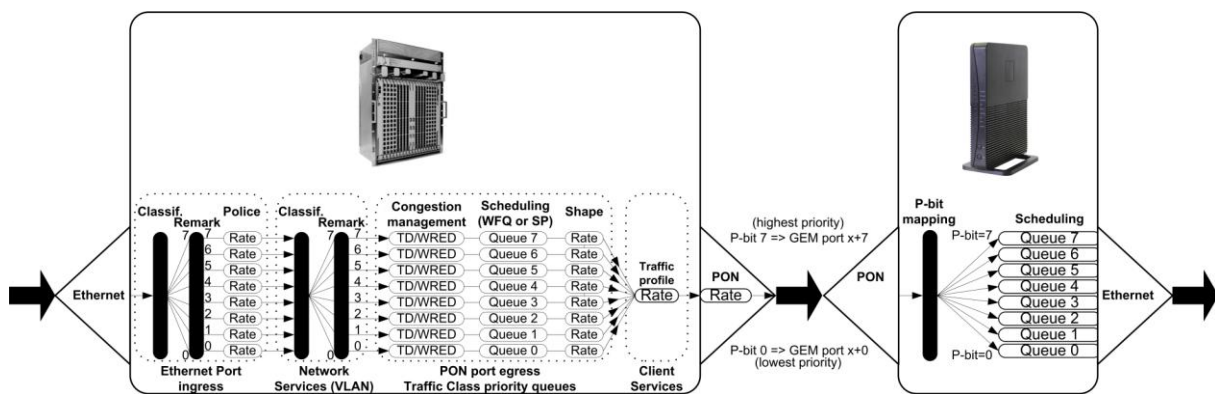 Classif.
Remark
Police
7
7
6
5
4
3
2
1
0
0
Rate
Rate
Rate
Rate
Rate
Rate
Rate
Rate
Ethernet
Ethernet Port
ingress
Classif.
Remark
7
7
6
5
4
3
2
1
0
0
Network
Services (VLAN)
Congestion
management
TD/WRED
TD/WRED
TD/WRED
TD/WRED
TD/WRED
TD/WRED
TD/WRED
TD/WRED
Scheduling
(WFQ or SP)
Queue 7
Queue 6
Queue 5
Queue 4
Queue 3
Queue 2
Queue 1
Queue 0
Shape
Rate
Rate
Rate
Rate
Rate
Rate
Rate
Rate
PON port egress
Traffic Class priority queues
Traffic
profile
Rate
Client
Services
PON
Rate
(highest priority)
P-bit 7 => GEM port x+7
P-bit 0 => GEM port x+0
(lowest priority)
PON
P-bit
mapping
P-bit=7
P-bit=0
Scheduling
Queue 7
Queue 6
Queue 5
Queue 4
Queue 3
Queue 2
Queue 1
Queue 0
Ethernet